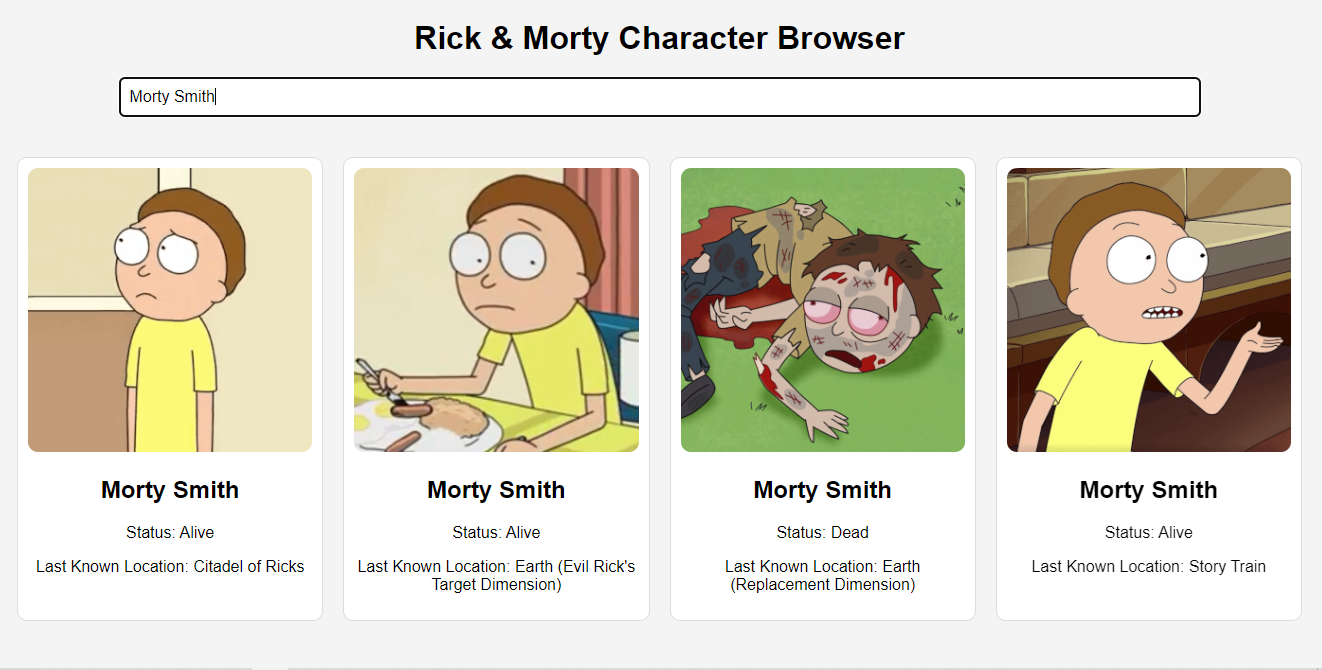 Rick & Morty Character Browser
Morty Smith
Morty Smith
Status: Alive
Last Known Location: Citadel of Ricks
Morty Smith
Status: Alive
Last Known Location: Earth (Evil Rick's
Target Dimension)
Morty Smith
Status: Dead
Last Known Location: Earth
(Replacement Dimension)
Morty Smith
Status: Alive
Last Known Location: Story Train